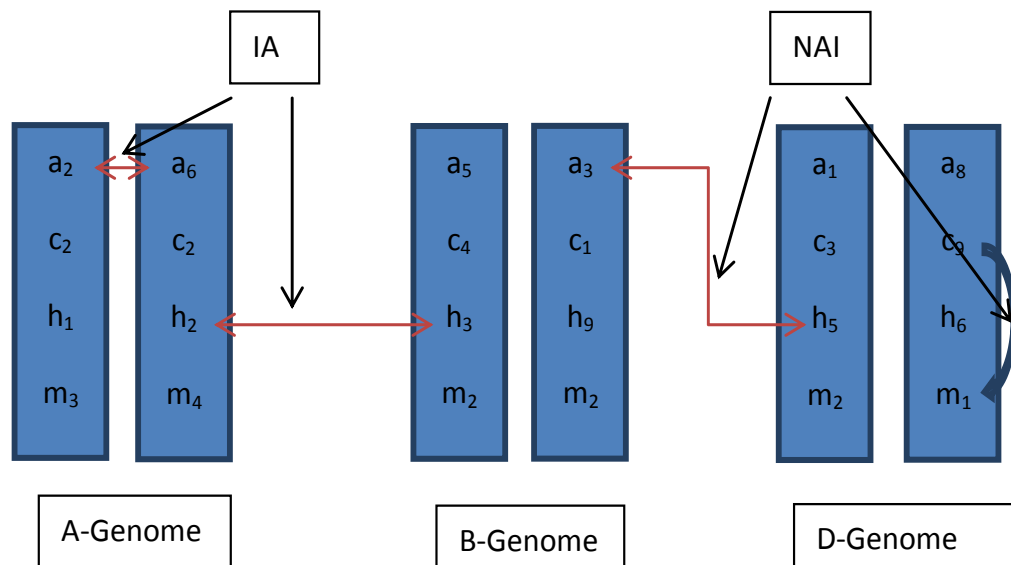 IA NAI
a₂ a₆ a₅ a₃ a₁ a₈
c₂ c₂ c₄ c₁ c₃ c₉
h₁ h₂ h₃ h₉ h₅ h₆
m₃ m₄ m₂ m₂ m₂ m₁
A-Genome B-Genome D-Genome